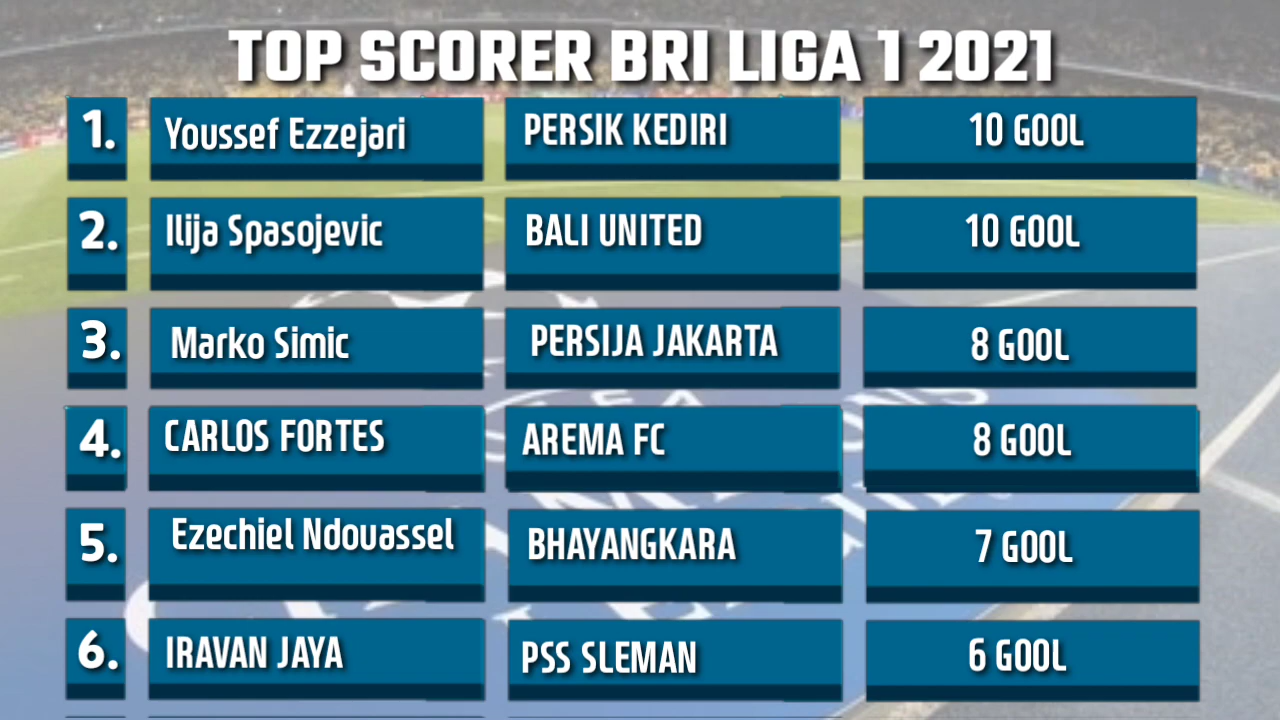 TOP SCORER BRI LIGA 1 2021
1. Youssef Ezzejari PERSIK KEDIRI 10 GOOL
2. Ilija Spasojevic BALI UNITED 10 GOOL
3. Marko Simic PERSIJA JAKARTA 8 GOOL
4. CARLOS FORTES AREMA FC 8 GOOL
5. Ezechiel Ndouassel BHAYANGKARA 7 GOOL
6. IRAVAN JAYA PSS SLEMAN 6 GOOL